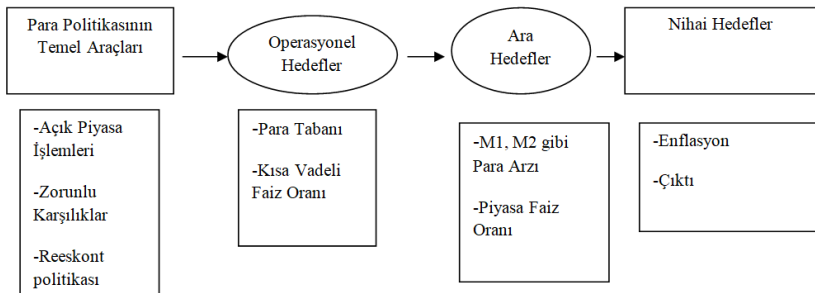 Para Politikasının
Temel Araçları
Operasyonel
Hedefler
Ara
Hedefler
Nihai Hedefler
-Açık Piyasa
İşlemleri
-Zorunlu
Karşılıklar
-Reeskont
politikası
-Para Tabanı
-Kısa Vadeli
Faiz Oranı
-M1, M2 gibi
Para Arzı
-Piyasa Faiz
Oranı
-Enflasyon
-Çıktı